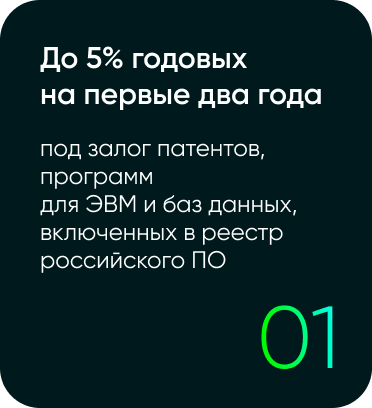 До 5% годовых
на первые два года
под залог патентов,
программ
для ЭВМ и баз данных,
включенных в реестр
российского ПО
01